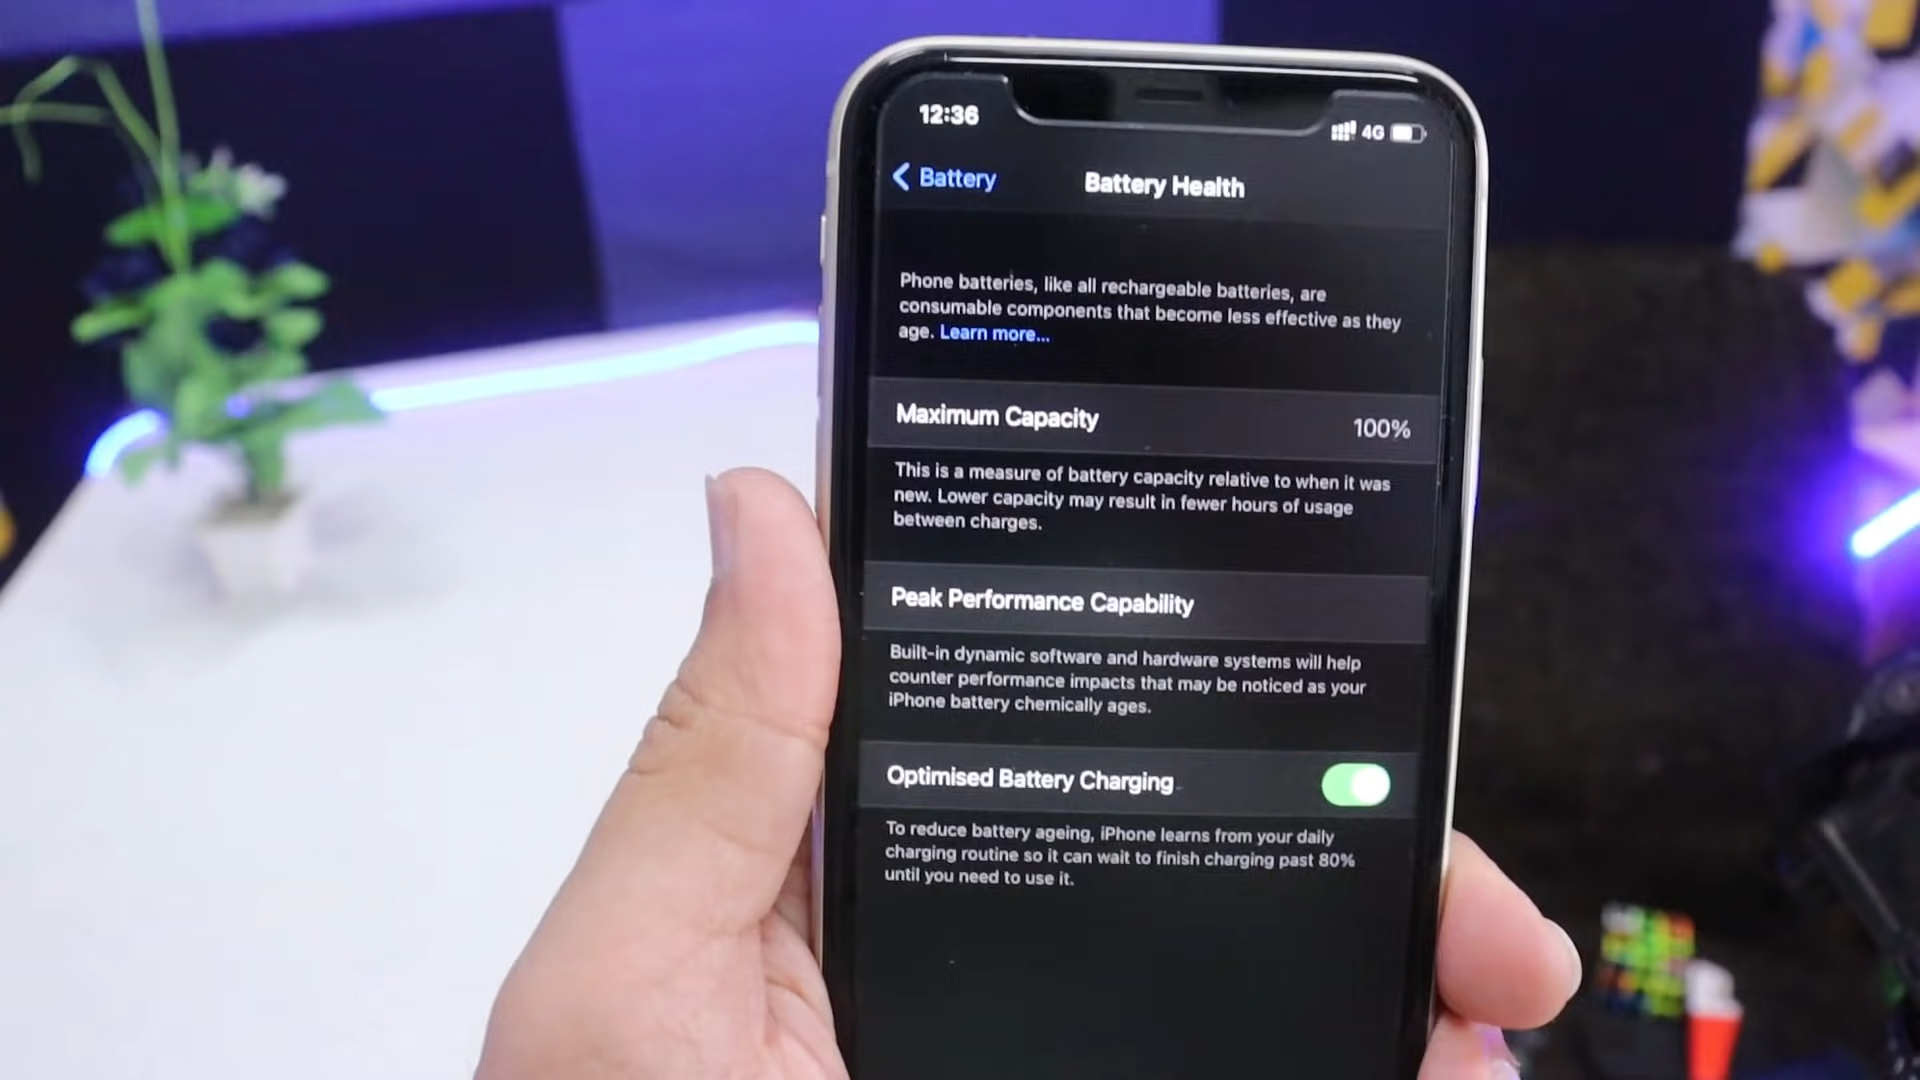 12:36
4G
Battery
Battery Health
Phone batteries, like all rechargeable batteries, are
consumable components that become less effective as they
age. Learn more...
Maximum Capacity
100%
This is a measure of battery capacity relative to when it was
new. Lower capacity may result in fewer hours of usage
between charges.
Peak Performance Capability
Built-in dynamic software and hardware systems will help
counter performance impacts that may be noticed as your
iPhone battery chemically ages.
Optimised Battery Charging
To reduce battery ageing, iPhone learns from your daily
charging routine so it can wait to finish charging past 80%
until you need to use it.